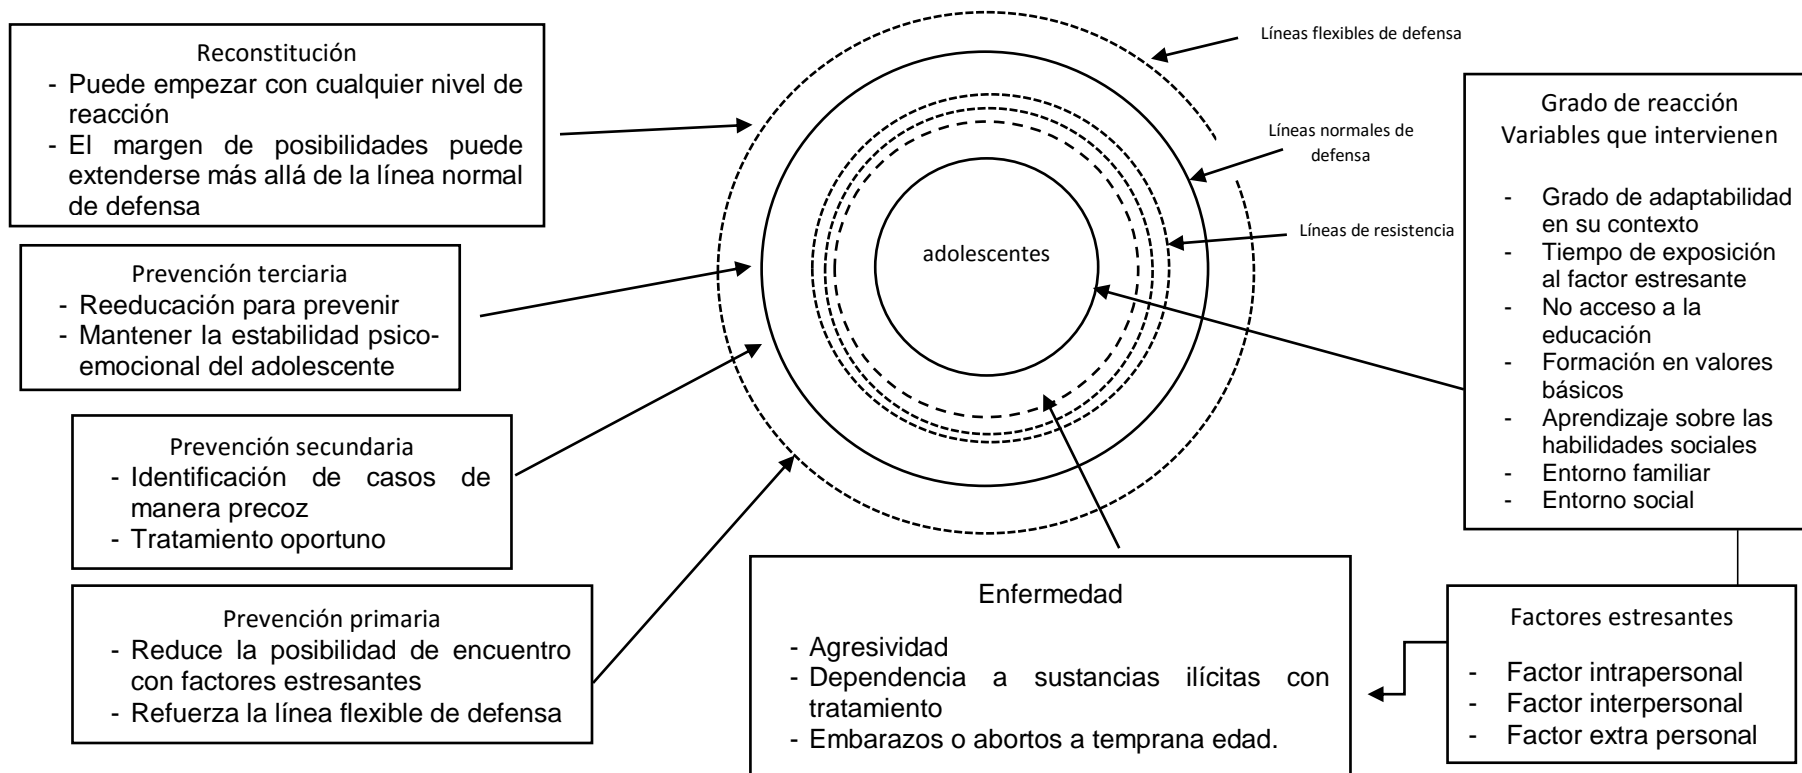 Reconstitución
- Puede empezar con cualquier nivel de
reacción
- El margen de posibilidades puede
extenderse más allá de la línea normal
de defensa
Prevención terciaria
- Reeducación para prevenir
- Mantener la estabilidad psico-
emocional del adolescente
Prevención secundaria
- Identificación de casos de
manera precoz
- Tratamiento oportuno
Prevención primaria
- Reduce la posibilidad de encuentro
con factores estresantes
- Refuerza la línea flexible de defensa
adolescentes
Líneas flexibles de defensa
Líneas normales de
defensa
Líneas de resistencia
Enfermedad
- Agresividad
- Dependencia a sustancias ilícitas con
tratamiento
- Embarazos o abortos a temprana edad.
Grado de reacción
Variables que intervienen
- Grado de adaptabilidad
en su contexto
- Tiempo de exposición
al factor estresante
- No acceso a la
educación
- Formación en valores
básicos
- Aprendizaje sobre las
habilidades sociales
- Entorno familiar
- Entorno social
Factores estresantes
- Factor intrapersonal
- Factor interpersonal
- Factor extra personal